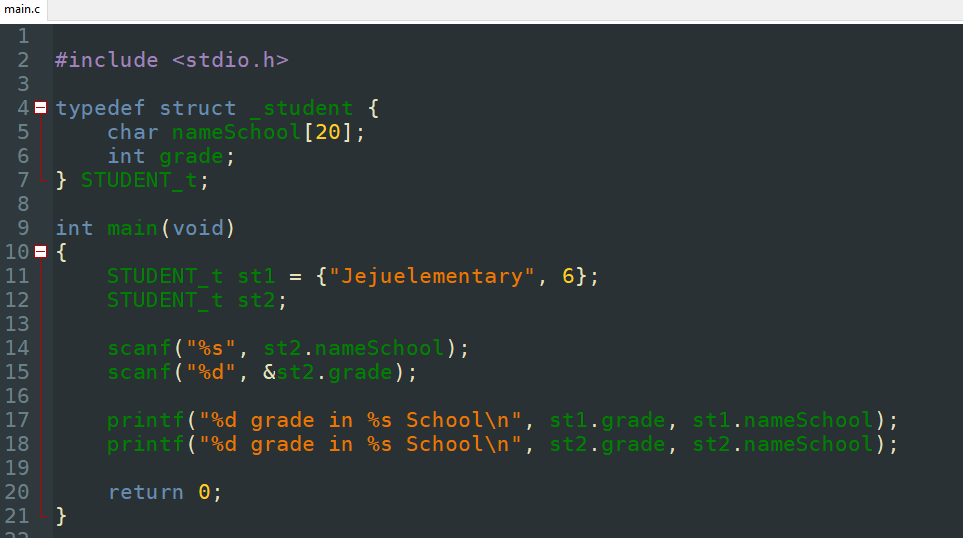 main.c
1
2 #include <stdio.h>
3
4 typedef struct _student {
5     char nameSchool[20];
6     int grade;
7 } STUDENT_t;
8
9 int main(void)
10 {
11     STUDENT_t st1 = {"Jejuelementary", 6};
12     STUDENT_t st2;
13
14     scanf("%s", st2.nameSchool);
15     scanf("%d", &st2.grade);
16
17     printf("%d grade in %s School\n", st1.grade, st1.nameSchool);
18     printf("%d grade in %s School\n", st2.grade, st2.nameSchool);
19
20     return 0;
21 }